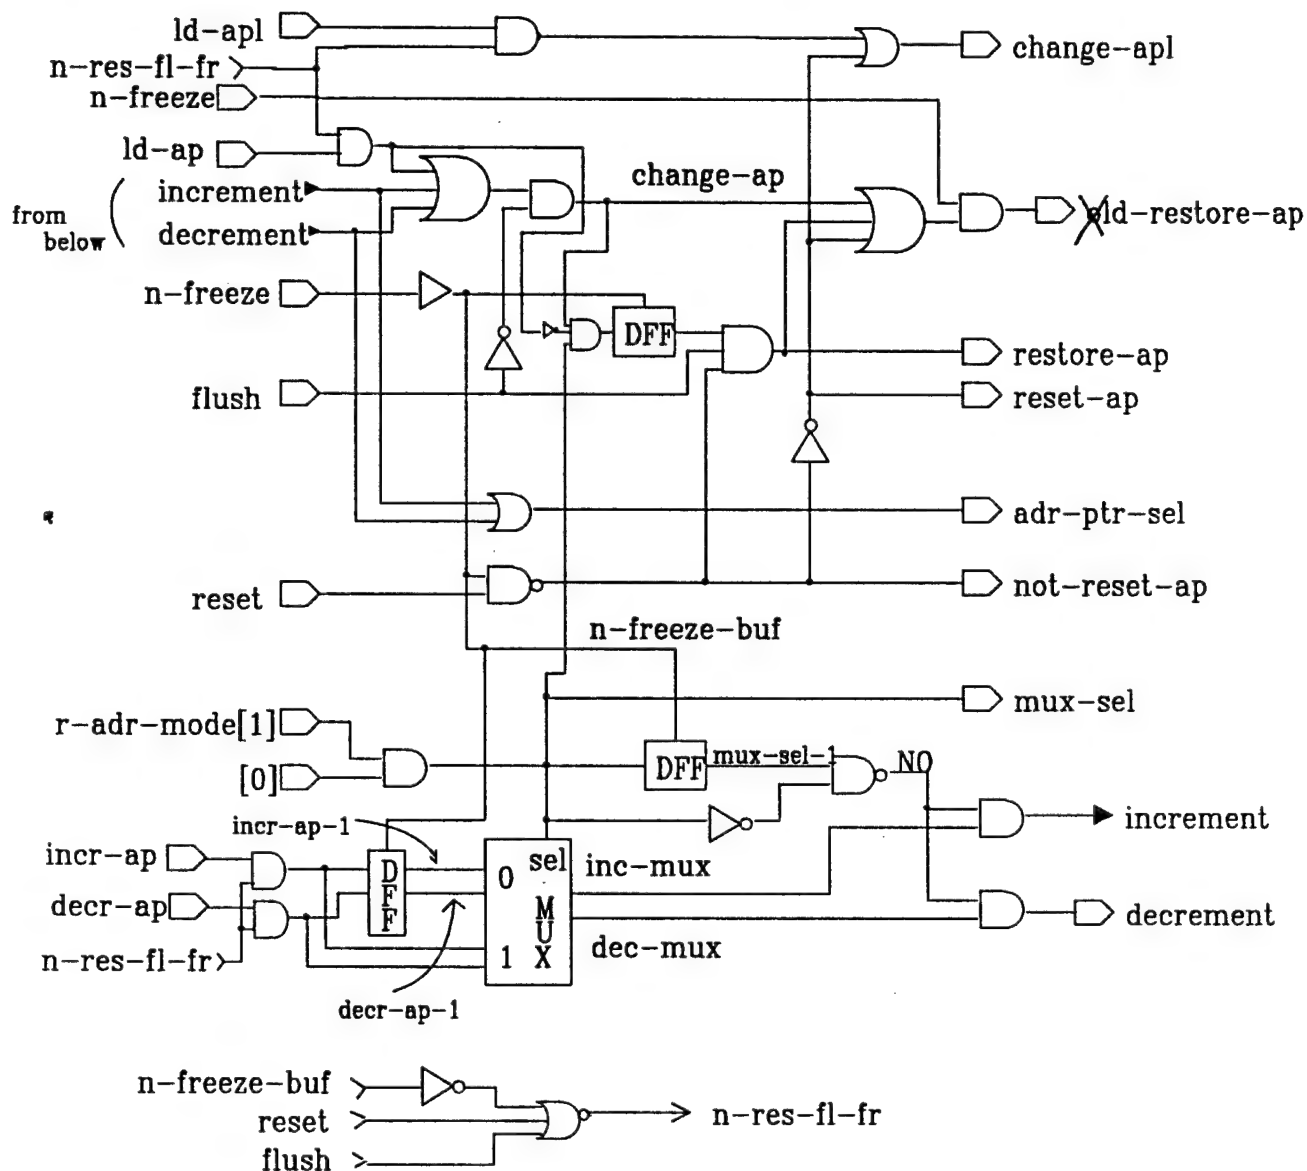 ld-apl
change-apl
n-res-fl-fr
n-freeze
ld-ap
change-ap
increment
from below
decrement
ld-restore-ap
n-freeze
DFF
restore-ap
flush
reset-ap
adr-ptr-sel
reset
not-reset-ap
n-freeze-buf
mux-sel
r-adr-mode[1]
[0]
DFF
mux-sel-1
NO
incr-ap-1
increment
incr-ap
DFF
0
sel
inc-mux
decr-ap
MUX
decrement
n-res-fl-fr
1
dec-mux
decr-ap-1
n-freeze-buf
reset
n-res-fl-fr
flush